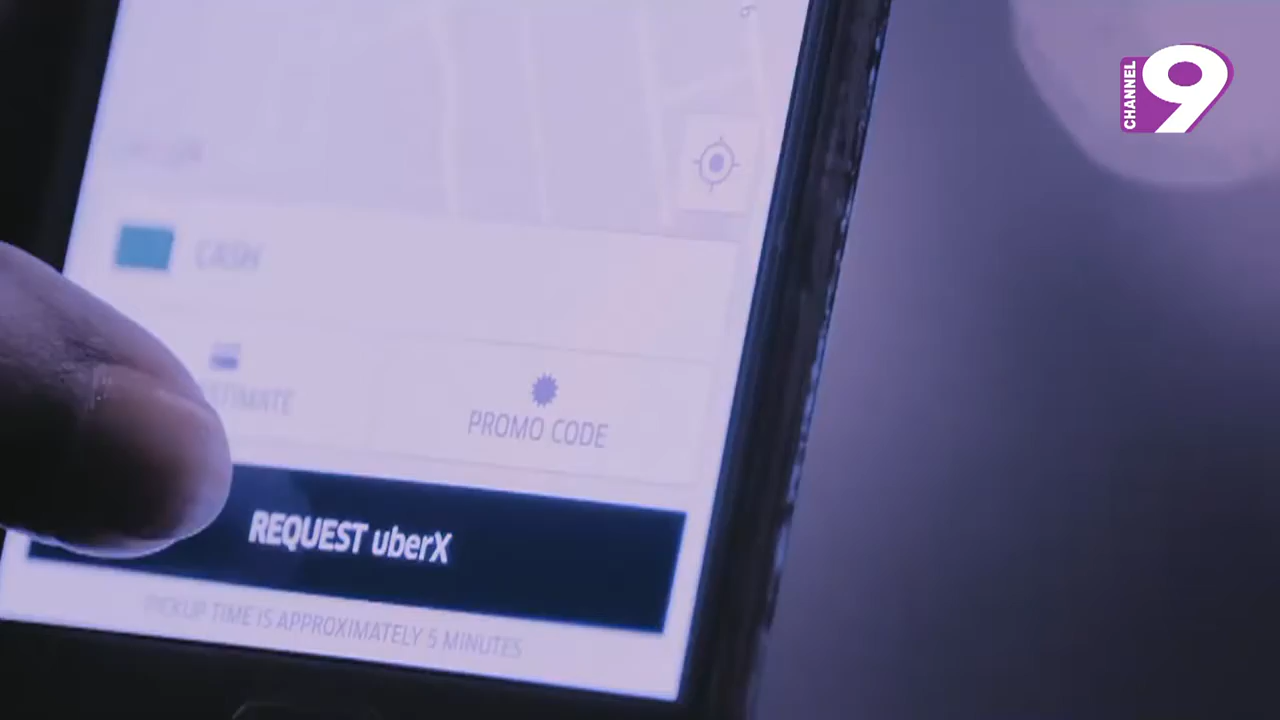 CHANNEL 9
CASH
PROMO CODE
REQUEST uberX
PICKUP TIME IS APPROXIMATELY 5 MINUTES